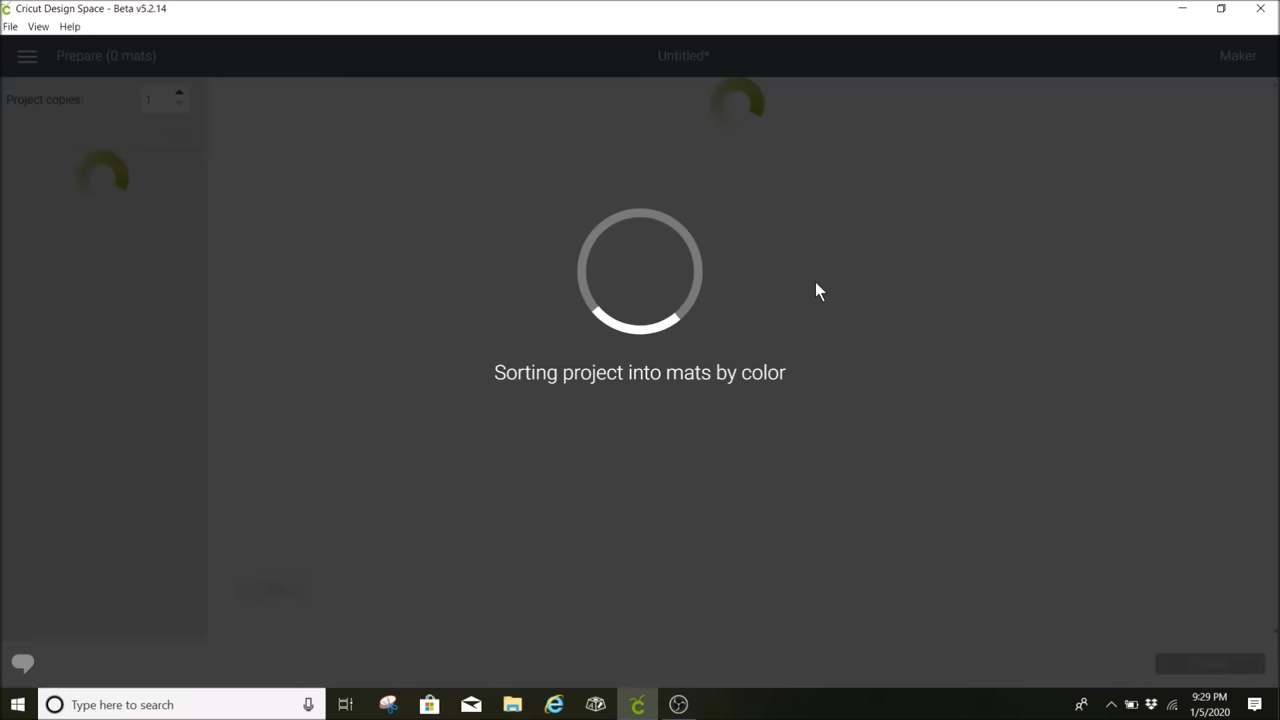 Cricut Design Space - Beta v5.2.14
File View Help
Prepare (0 mats) Untitled* Maker
Project copies: 1
Sorting project into mats by color
Type here to search
9:29 PM
1/5/2020